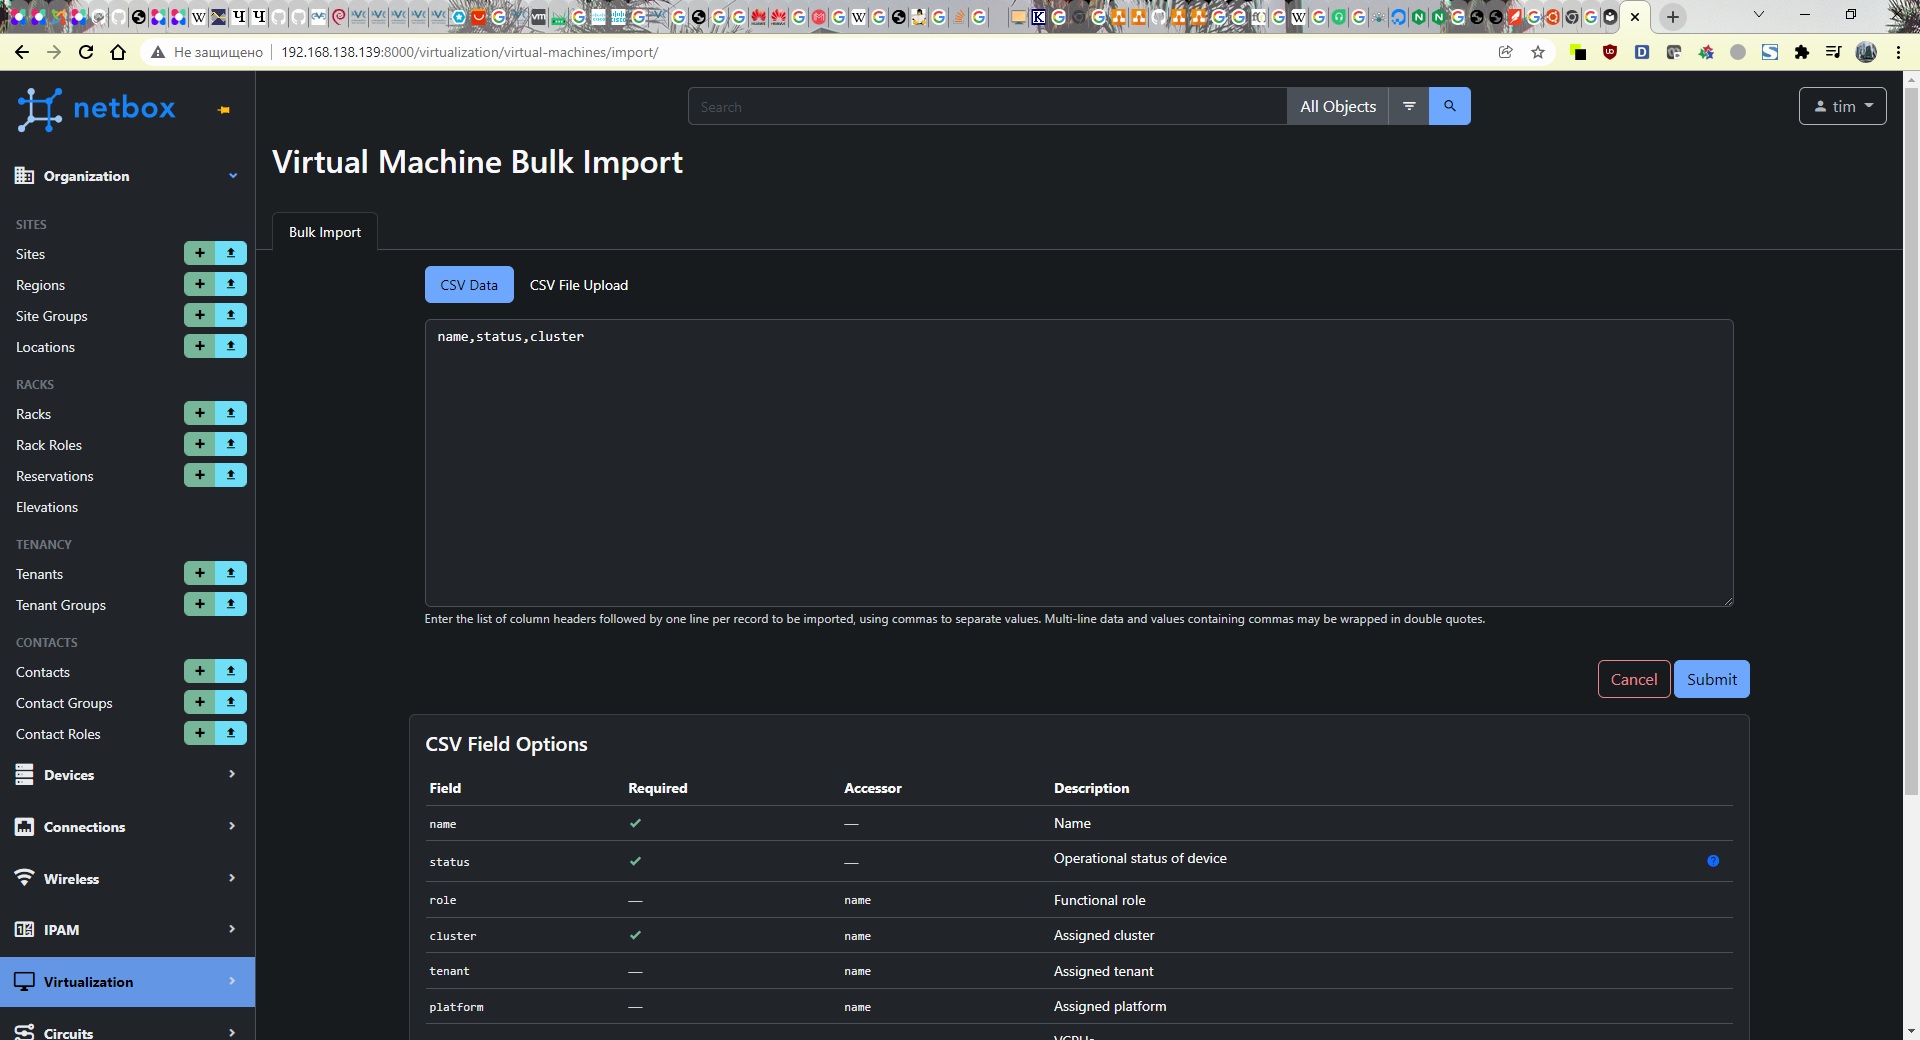 Не защищено
192.168.138.139:8000/virtualization/virtual-machines/import/
netbox
Search
All Objects
tim
Virtual Machine Bulk Import
Bulk Import
Organization
SITES
Sites
Regions
Site Groups
Locations
RACKS
Racks
Rack Roles
Reservations
Elevations
TENANCY
Tenants
Tenant Groups
CONTACTS
Contacts
Contact Groups
Contact Roles
Devices
Connections
Wireless
IPAM
Virtualization
Circuits
CSV Data
CSV File Upload
name,status,cluster
Enter the list of column headers followed by one line per record to be imported, using commas to separate values. Multi-line data and values containing commas may be wrapped in double quotes.
Cancel
Submit
CSV Field Options
Field Required Accessor Description
name — Name
status — Operational status of device
role — name Functional role
cluster name Assigned cluster
tenant — name Assigned tenant
platform — name Assigned platform